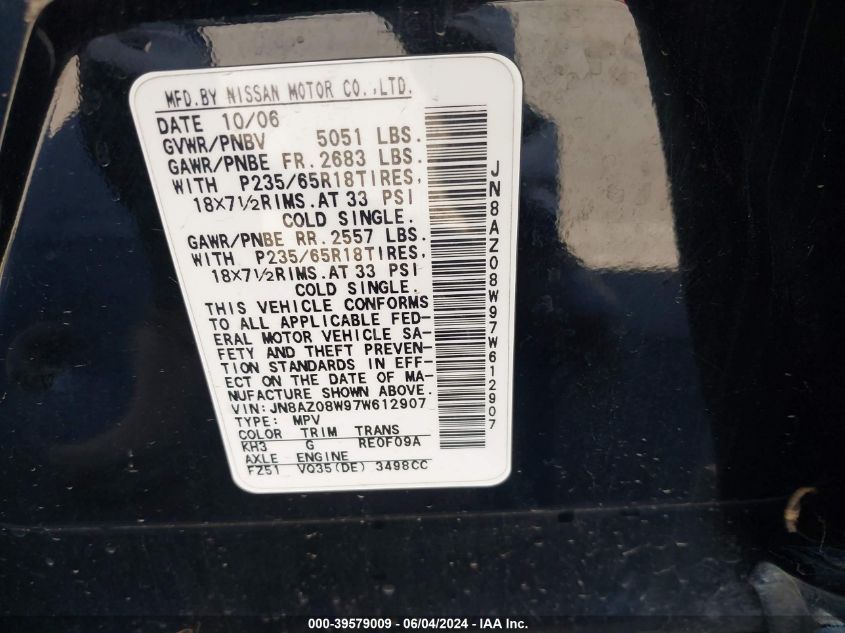 MFD.BY NISSAN MOTOR CO.,LTD.
DATE 10/06
GVWR/PNBV 5051 LBS.
GAWR/PNBE FR.2683 LBS.
WITH P235/65R18TIRES,
18X7½RIMS.AT 33 PSI
COLD SINGLE.
GAWR/PNBE RR.2557 LBS.
WITH P235/65R18TIRES,
18X7½RIMS.AT 33 PSI
COLD SINGLE.
THIS VEHICLE CONFORMS
TO ALL APPLICABLE FED-
ERAL MOTOR VEHICLE SA-
FETY AND THEFT PREVEN-
TION STANDARDS IN EFF-
ECT ON THE DATE OF MA-
NUFACTURE SHOWN ABOVE.
VIN:JN8AZ08W97W612907
TYPE: MPV
COLOR TRIM TRANS
KH3 G RE0F09A
AXLE ENGINE
FZ51 VQ35(DE) 3498CC
JN8AZ08W97W612907
000-39579009 - 06/04/2024 - IAA Inc.